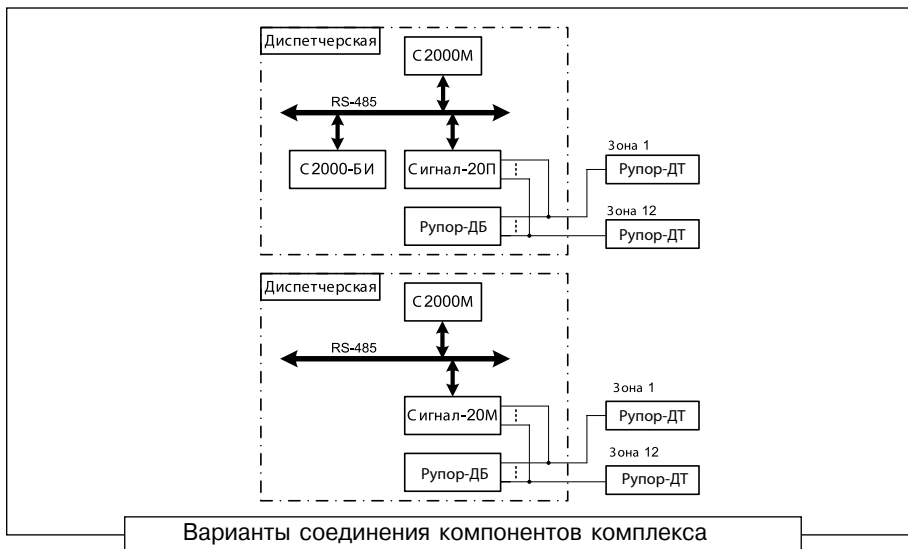 Диспетчерская
С2000М
RS-485
С2000-БИ
Сигнал-20П
Рупор-ДБ
Зона 1
Рупор-ДТ
Зона 12
Рупор-ДТ
Диспетчерская
С2000М
RS-485
Сигнал-20М
Рупор-ДБ
Зона 1
Рупор-ДТ
Зона 12
Рупор-ДТ
Варианты соединения компонентов комплекса